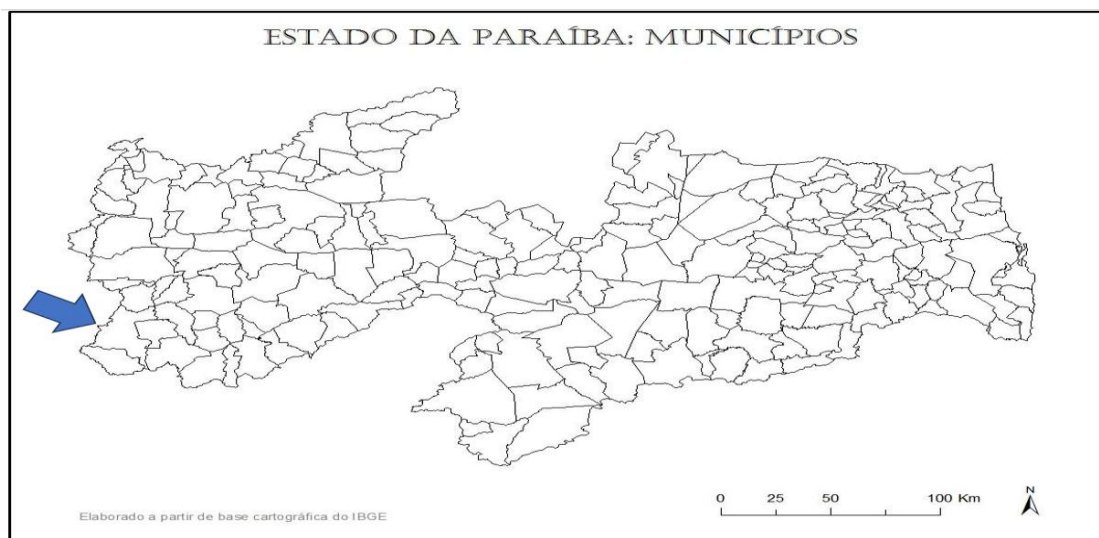 ESTADO DA PARAÍBA: MUNICÍPIOS
Elaborado a partir de base cartográfica do IBGE
0 25 50 100 Km
N